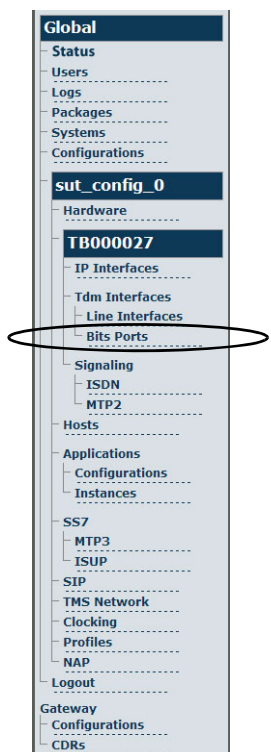 Global
Status
Users
Logs
Packages
Systems
Configurations
sut_config_0
Hardware
TB000027
IP Interfaces
Tdm Interfaces
Line Interfaces
Bits Ports
Signaling
ISDN
MTP2
Hosts
Applications
Configurations
Instances
SS7
MTP3
ISUP
SIP
TMS Network
Clocking
Profiles
NAP
Logout
Gateway
Configurations
CDRs